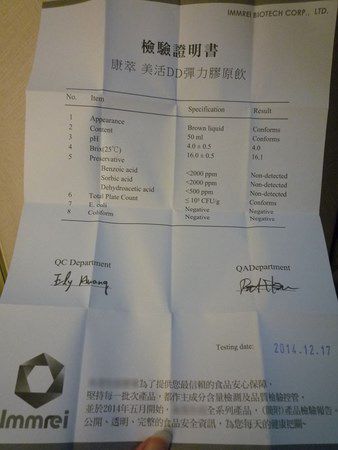 IMMREI BIOTECH CORP., LTD.
檢驗證明書
康萃 美活DD彈力膠原飲
No. Item Specification Result
1 Appearance Brown liquid Conforms
2 Content 50 ml Conforms
3 pH 4.0 ± 0.5 4.0
4 Brix(25℃) 16.0 ± 0.5 16.1
5 Preservative
Benzoic acid <2000 ppm Non-detected
Sorbic acid <2000 ppm Non-detected
Dehydroacetic acid <500 ppm Non-detected
6 Total Plate Count CFU/g Conforms
7 E. coli Negative Negative
8 Coliform Negative Negative
QC Department QADepartment
Testing date: 2014.12.17
Immrei
為了提供您最信賴的食品安心保障,
堅持每一批次產品,都作主成分含量檢測及品質檢驗控管,
並於2014年五月開始, 全系列產品,(隨附)產品檢驗報告。
公開、透明、完整的食品安全資訊,為您每天的健康把關。